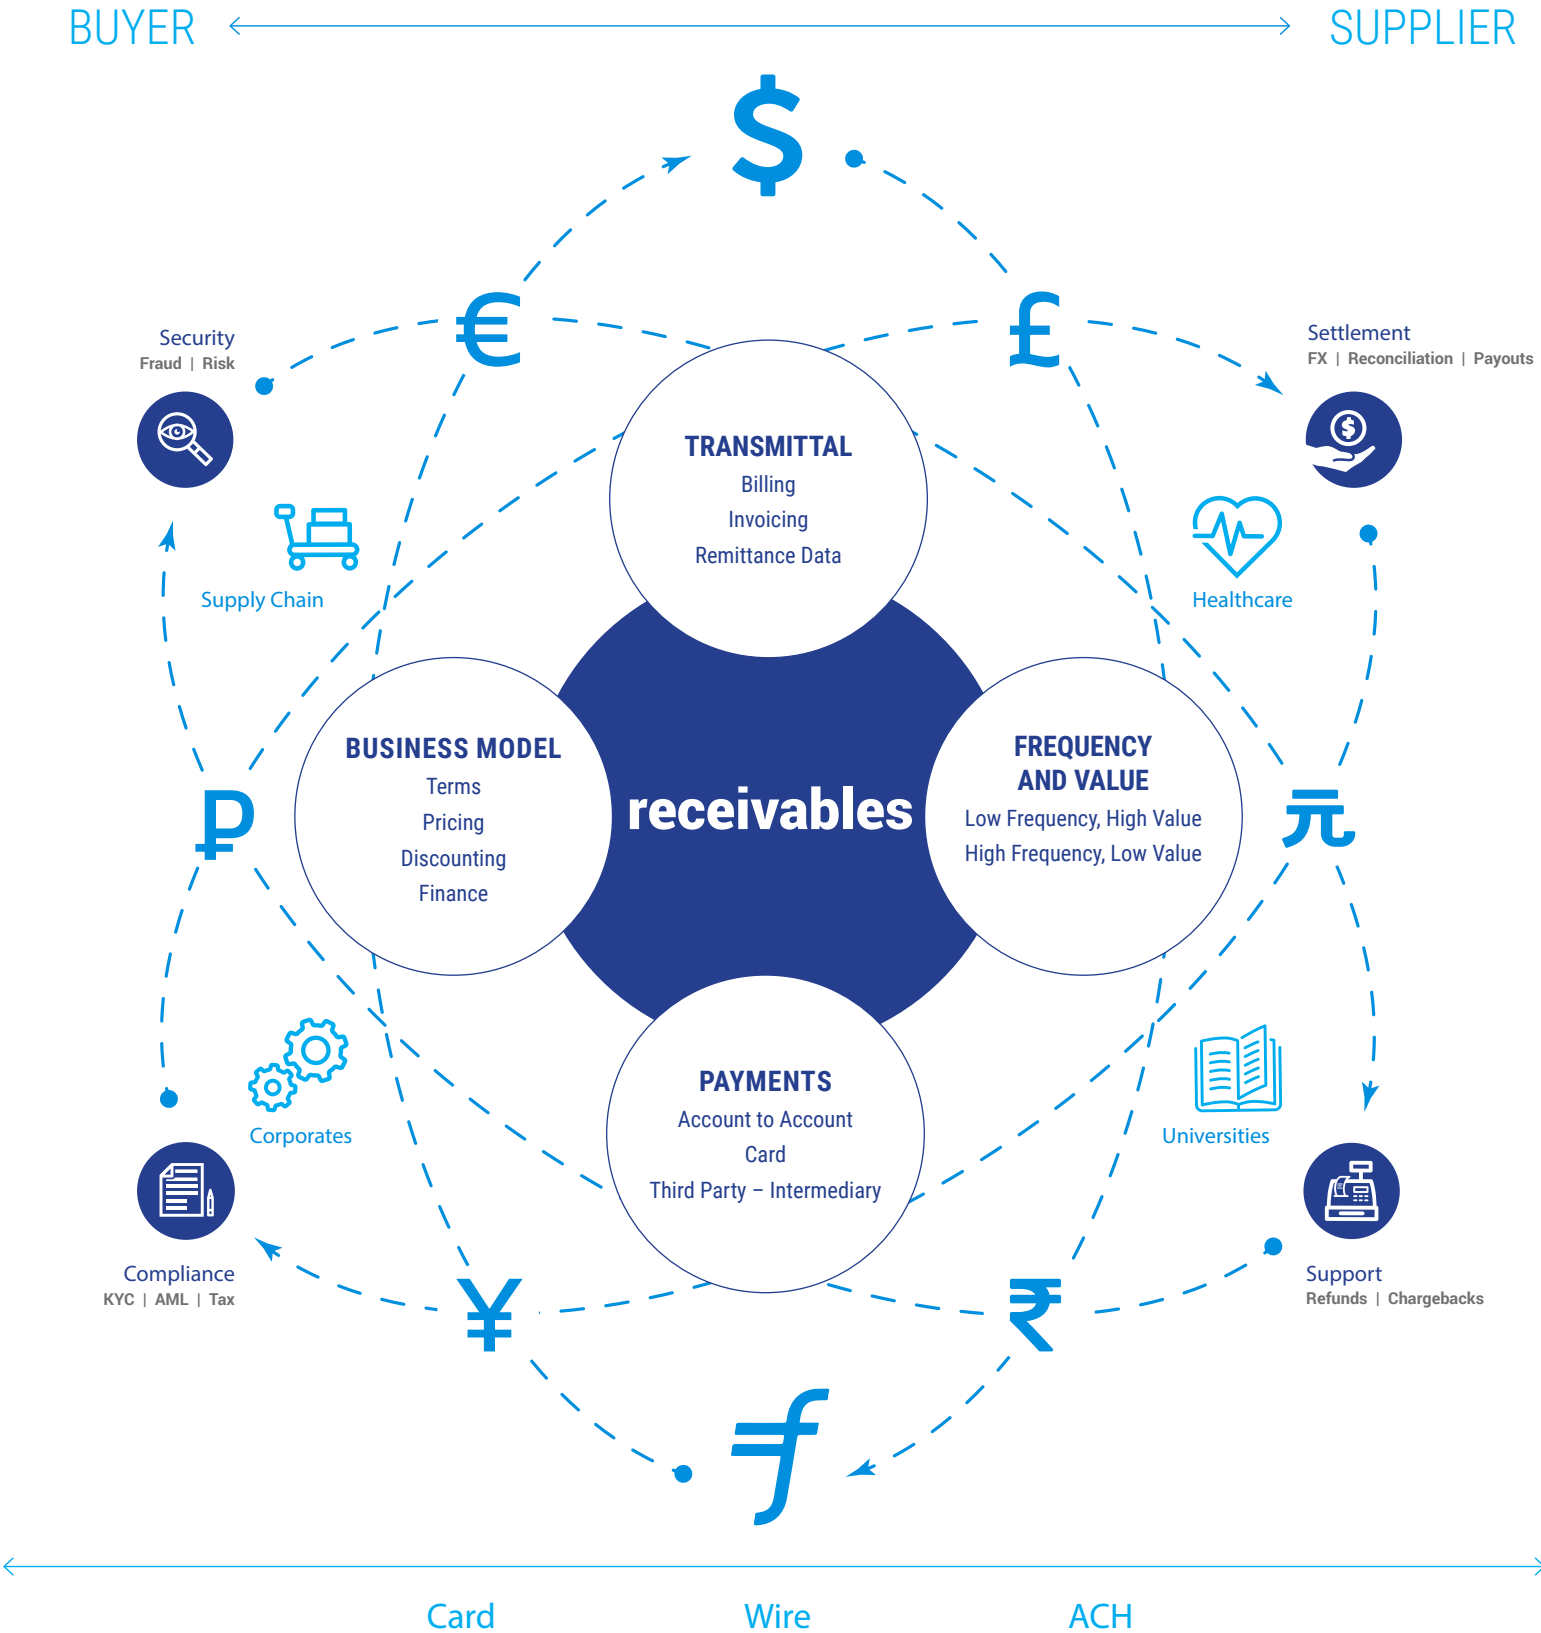 BUYER
SUPPLIER
$
€
£
Security
Fraud | Risk
Settlement
FX | Reconciliation | Payouts
TRANSMITTAL
Billing
Invoicing
Remittance Data
Supply Chain
Healthcare
BUSINESS MODEL
Terms
Pricing
Discounting
Finance
receivables
FREQUENCY
AND VALUE
Low Frequency, High Value
High Frequency, Low Value
₽
元
PAYMENTS
Account to Account
Card
Third Party – Intermediary
Corporates
Universities
Compliance
KYC | AML | Tax
Support
Refunds | Chargebacks
¥
₹
Card
Wire
ACH